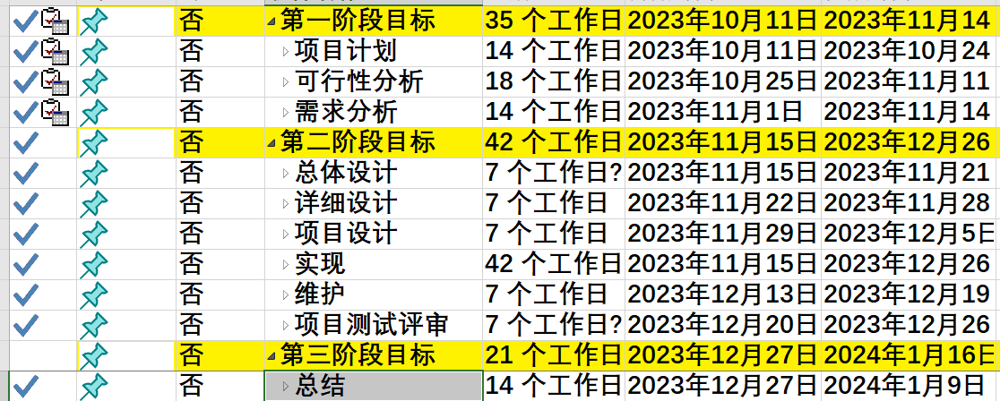 否 第一阶段目标 35 个工作日 2023年10月11日 2023年11月14
否 项目计划 14 个工作日 2023年10月11日 2023年10月24
否 可行性分析 18 个工作日 2023年10月25日 2023年11月11
否 需求分析 14 个工作日 2023年11月1日 2023年11月14
否 第二阶段目标 42 个工作日 2023年11月15日 2023年12月26
否 总体设计 7 个工作日? 2023年11月15日 2023年11月21
否 详细设计 7 个工作日 2023年11月22日 2023年11月28
否 项目设计 7 个工作日 2023年11月29日 2023年12月5日
否 实现 42 个工作日 2023年11月15日 2023年12月26
否 维护 7 个工作日 2023年12月13日 2023年12月19
否 项目测试评审 7 个工作日? 2023年12月20日 2023年12月26
否 第三阶段目标 21 个工作日 2023年12月27日 2024年1月16日
否 总结 14 个工作日 2023年12月27日 2024年1月9日